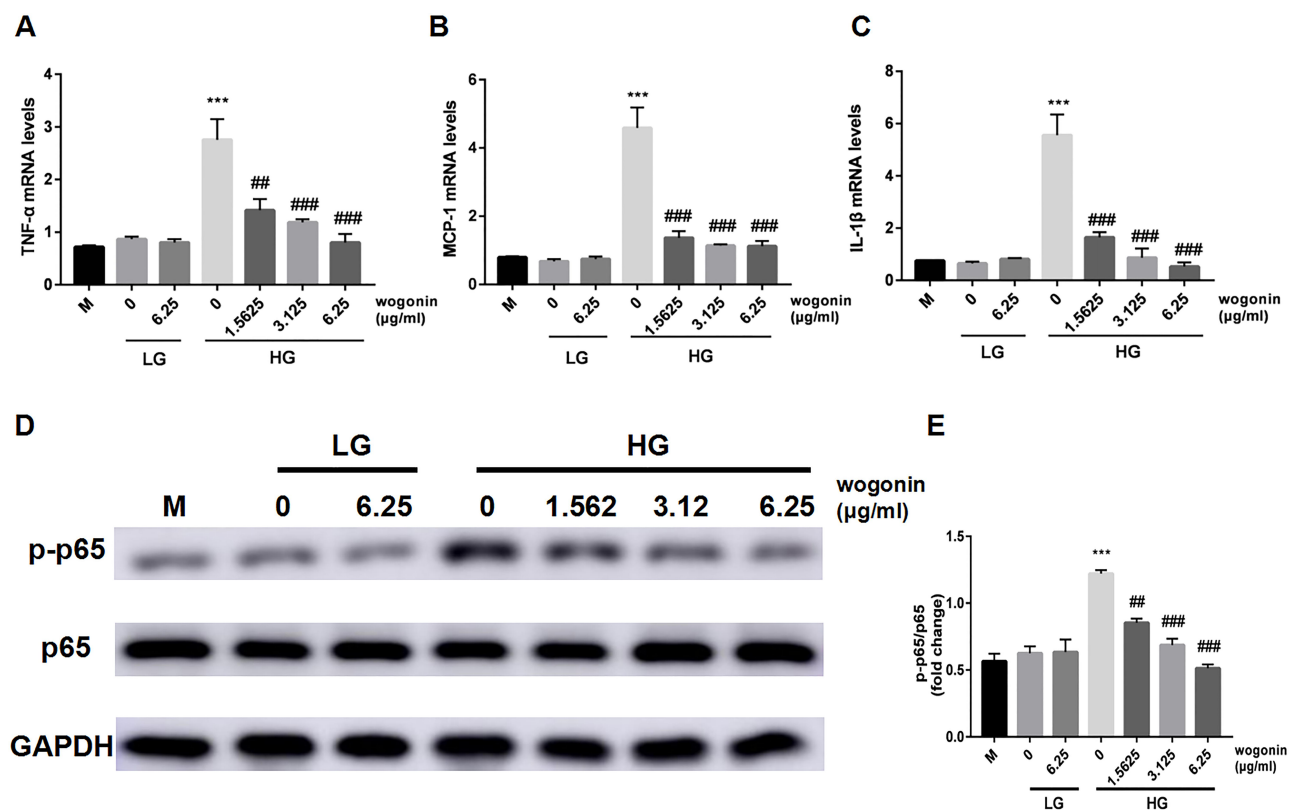 A
TNF-α mRNA levels
4
3
2
1
0
***
##
###
###
M
0
6.25
0
1.5625
3.125
6.25
wogonin
(μg/ml)
LG
HG
B
MCP-1 mRNA levels
6
4
2
0
***
###
###
###
M
0
6.25
0
1.5625
3.125
6.25
wogonin
(μg/ml)
LG
HG
C
IL-1β mRNA levels
8
6
4
2
0
***
###
###
###
M
0
6.25
0
1.5625
3.125
6.25
wogonin
(μg/ml)
LG
HG
D
LG
HG
M 0 6.25 0 1.562 3.12 6.25
wogonin
(μg/ml)
p-p65
p65
GAPDH
E
p-p65/p65
(fold change)
1.5
1.0
0.5
0.0
***
##
###
###
M
0
6.25
0
1.5625
3.125
6.25
wogonin
(μg/ml)
LG
HG